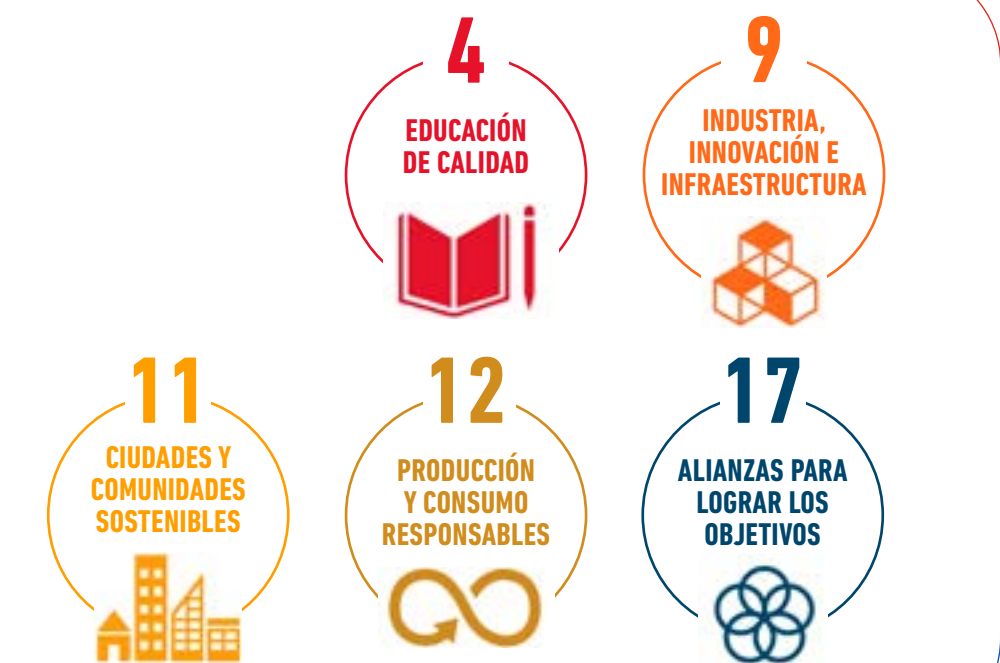 4
EDUCACIÓN
DE CALIDAD
9
INDUSTRIA,
INNOVACIÓN E
INFRAESTRUCTURA
11
CIUDADES Y
COMUNIDADES
SOSTENIBLES
12
PRODUCCIÓN
Y CONSUMO
RESPONSABLES
17
ALIANZAS PARA
LOGRAR LOS
OBJETIVOS